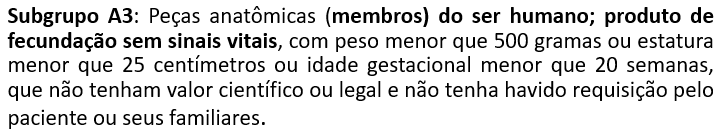 Subgrupo A3: Peças anatômicas (membros) do ser humano; produto de
fecundação sem sinais vitais, com peso menor que 500 gramas ou estatura
menor que 25 centímetros ou idade gestacional menor que 20 semanas,
que não tenham valor científico ou legal e não tenha havido requisição pelo
paciente ou seus familiares.